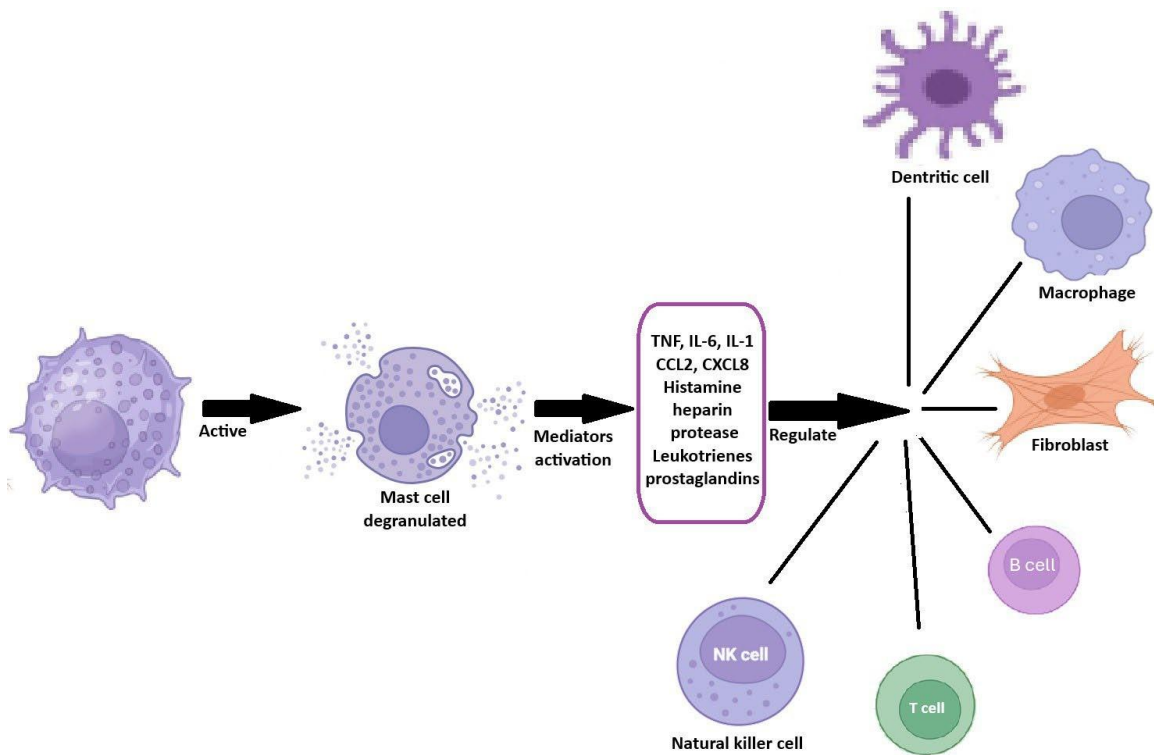 Active
Mast cell
degranulated
Mediators
activation
TNF, IL-6, IL-1
CCL2, CXCL8
Histamine
heparin
protease
Leukotrienes
prostaglandins
Regulate
Dentritic cell
Macrophage
Fibroblast
B cell
T cell
NK cell
Natural killer cell